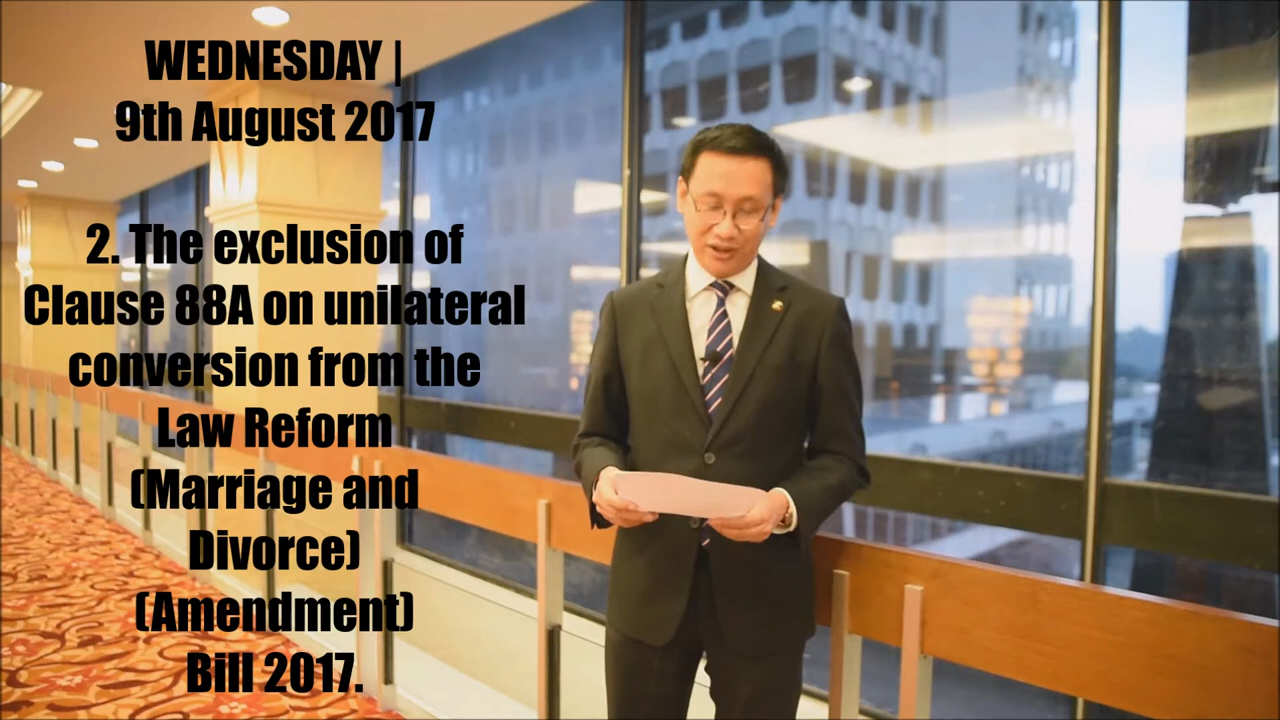 WEDNESDAY |
9th August 2017
2. The exclusion of
Clause 88A on unilateral
conversion from the
Law Reform
(Marriage and
Divorce)
(Amendment)
Bill 2017.